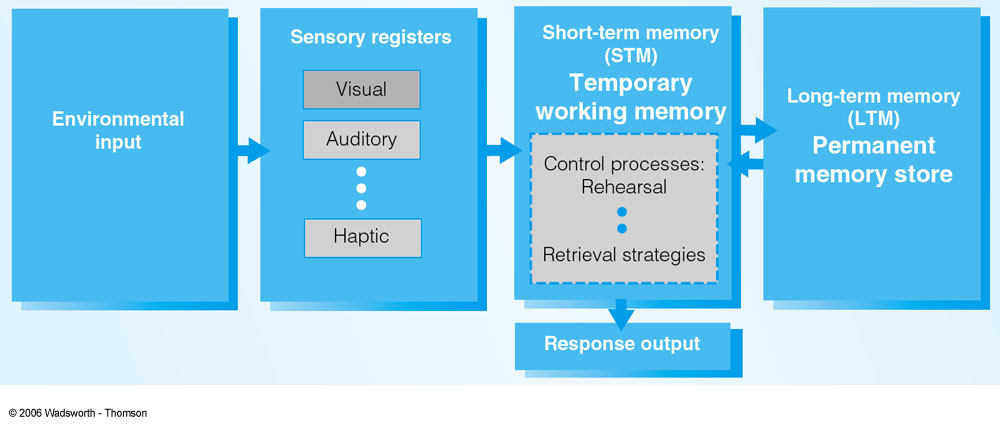 Environmental
input
Sensory registers
Visual
Auditory
Haptic
Short-term memory
(STM)
Temporary
working memory
Control processes:
Rehearsal
Retrieval strategies
Response output
Long-term memory
(LTM)
Permanent
memory store
© 2006 Wadsworth - Thomson